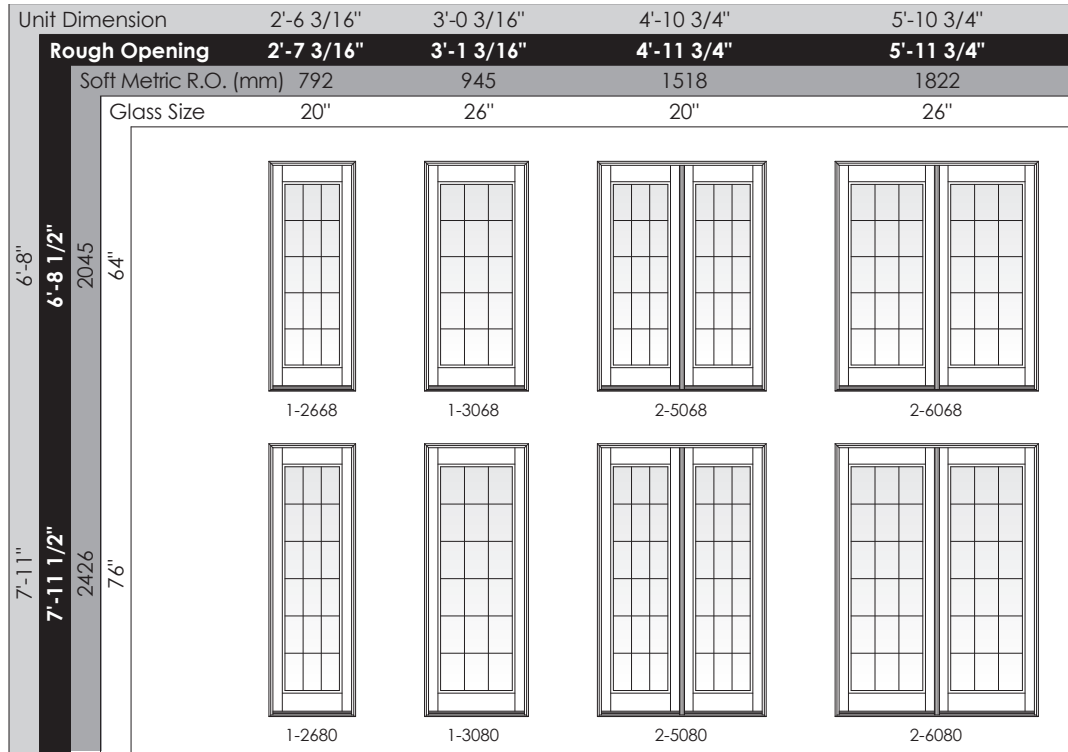 Unit Dimension 2'-6 3/16" 3'-0 3/16" 4'-10 3/4" 5'-10 3/4"
Rough Opening 2'-7 3/16" 3'-1 3/16" 4'-11 3/4" 5'-11 3/4"
Soft Metric R.O. (mm) 792 945 1518 1822
Glass Size 20" 26" 20" 26"
6'-8"
6'-8 1/2"
2045
64"
1-2668 1-3068 2-5068 2-6068
7'-11"
7'-11 1/2"
2426
76"
1-2680 1-3080 2-5080 2-6080